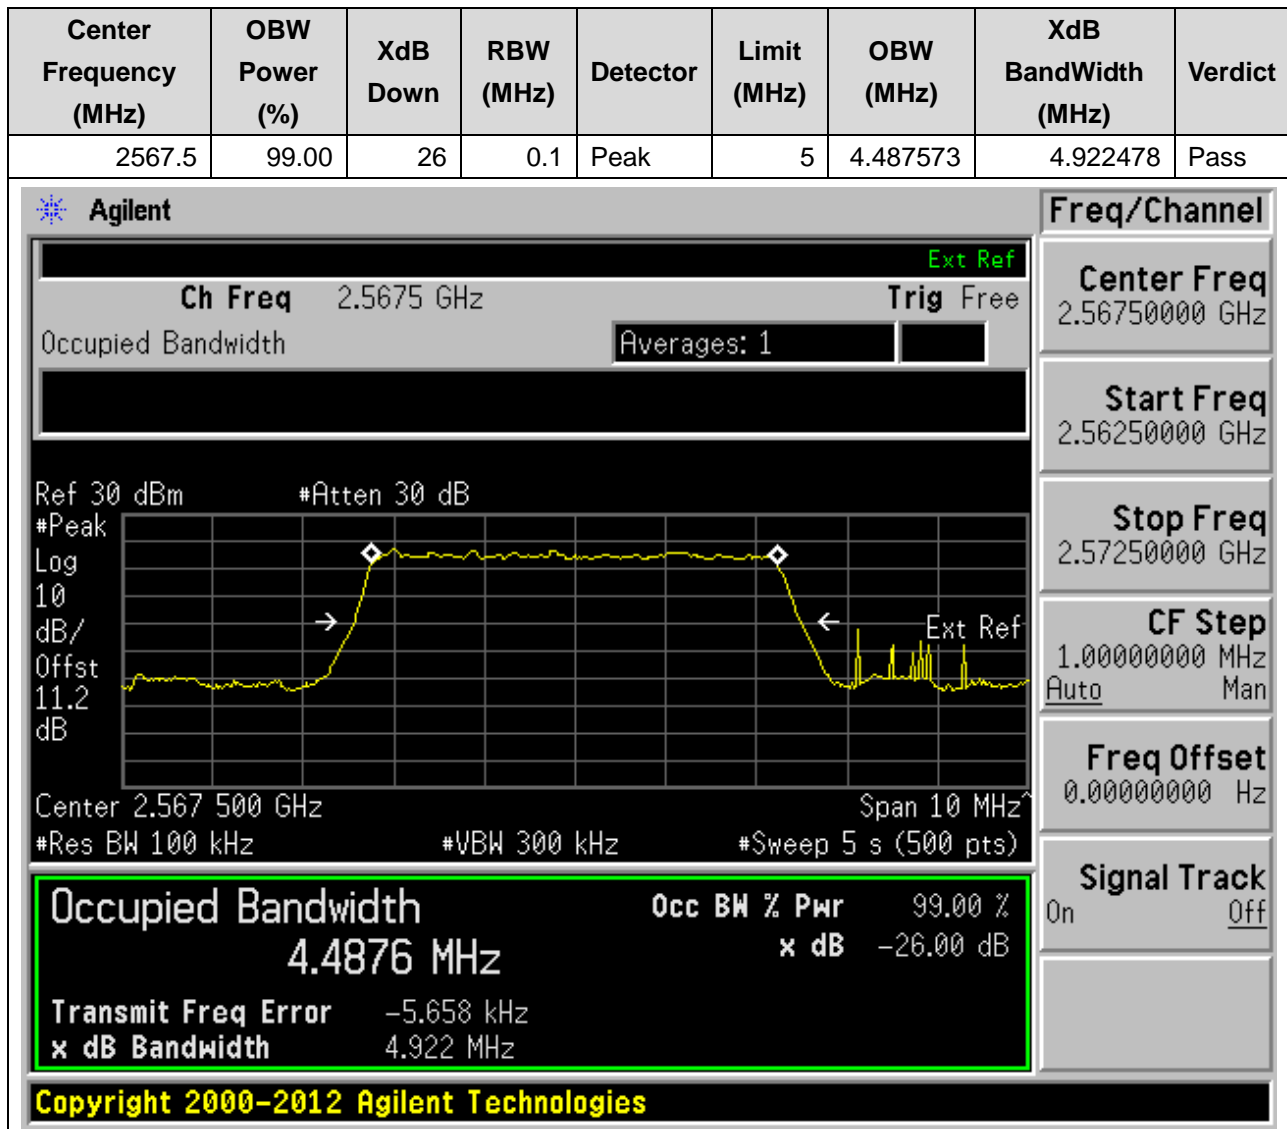 Center Frequency (MHz) OBW Power (%) XdB Down RBW (MHz) Detector Limit (MHz) OBW (MHz) XdB BandWidth (MHz) Verdict
2567.5 99.00 26 0.1 Peak 5 4.487573 4.922478 Pass
Agilent
Freq/Channel
Ext Ref
Ch Freq 2.5675 GHz Trig Free
Occupied Bandwidth Averages: 1
Center Freq
2.56750000 GHz
Start Freq
2.56250000 GHz
Stop Freq
2.57250000 GHz
CF Step
1.00000000 MHz
Auto Man
Freq Offset
0.00000000 Hz
Signal Track
On Off
Ref 30 dBm #Atten 30 dB
#Peak
Log
10
dB/
Offst
11.2
dB
Ext Ref
Center 2.567 500 GHz Span 10 MHz^
#Res BW 100 kHz #VBW 300 kHz #Sweep 5 s (500 pts)
Occupied Bandwidth Occ BW % Pwr 99.00 %
4.4876 MHz x dB -26.00 dB
Transmit Freq Error -5.658 kHz
x dB Bandwidth 4.922 MHz
Copyright 2000-2012 Agilent Technologies